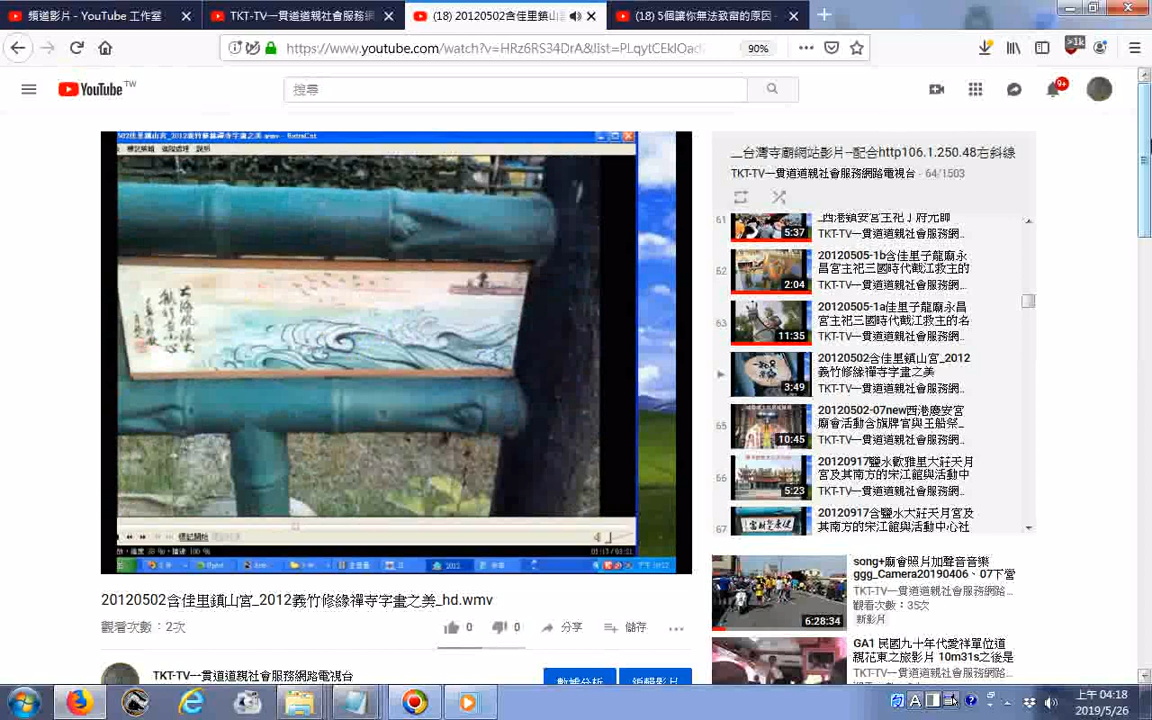 頻道影片 - YouTube 工作室
TKT-TV一貫道道親社會服務網
(18) 20120502含佳里鎮山
(18) 5個讓你無法致富的原因
https://www.youtube.com/watch?v=HRz6RS34DrA&list=PLqytCEkIOad
90%
>1k
YouTube TW
搜尋
9+
二台灣寺廟網站影片--配合http106.1.250.48右斜線
TKT-TV一貫道道親社會服務網路電視台 - 64/1503
61
5:37
TKT-TV一貫道道親社會服務網..
62
2:04
20120505-1b含佳里子龍廟永
昌宮主祀三國時代戰江救主的
TKT-TV一貫道道親社會服務網..
63
11:35
20120505-1a佳里子龍廟永昌
宮主祀三國時代戰江救主的名
TKT-TV一貫道道親社會服務網..
3:49
20120502含佳里鎮山宮_2012
義竹修緣禪寺字畫之美
TKT-TV一貫道道親社會服務網..
65
10:45
20120502-07new西港慶安宮
廟會活動含旗牌官與王船祭_
TKT-TV一貫道道親社會服務網..
66
5:23
20120917鹽水歡雅里大莊天月
宮及其南方的宋江館與活動中
TKT-TV一貫道道親社會服務網..
67
20120917含鹽水大莊天月宮及
其南方的宋江館與活動中心社
20120502含佳里鎮山宮_2012義竹修緣禪寺字畫之美_hd.wmv
觀看次數：2次
0
0
分享
儲存
TKT-TV一貫道道親社會服務網路電視台
數據分析
編輯影片
6:28:34
song+廟會照片加聲音音樂
ggg_Camera20190406、07下營
TKT-TV一貫道道親社會服務網路...
觀看次數：35次
新影片
GA1 民國九十年代愛祥單位道
親花東之旅影片 10m31s之後是
TKT-TV一貫道道親社會服務網路...
上午 04:18
2019/5/26